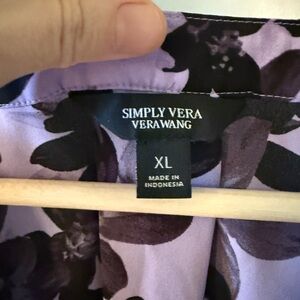 SIMPLY VERA
VERAWANG
XL
MADE IN
INDONESIA